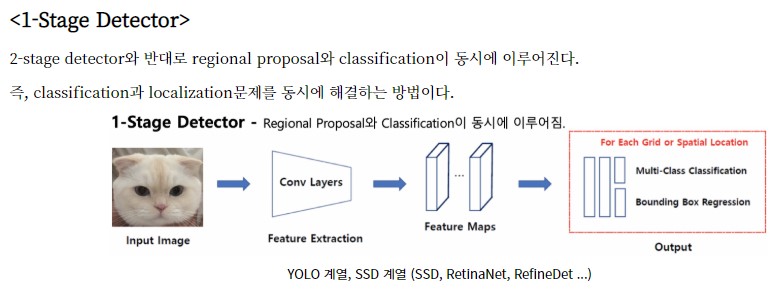 <1-Stage Detector>
2-stage detector와 반대로 regional proposal와 classification이 동시에 이루어진다.
즉, classification과 localization문제를 동시에 해결하는 방법이다.
1-Stage Detector - Regional Proposal와 Classification이 동시에 이루어짐.
For Each Grid or Spatial Location
Conv Layers
...
Multi-Class Classification
Bounding Box Regression
Input Image
Feature Extraction
Feature Maps
Output
YOLO 계열, SSD 계열 (SSD, RetinaNet, RefineDet ...)